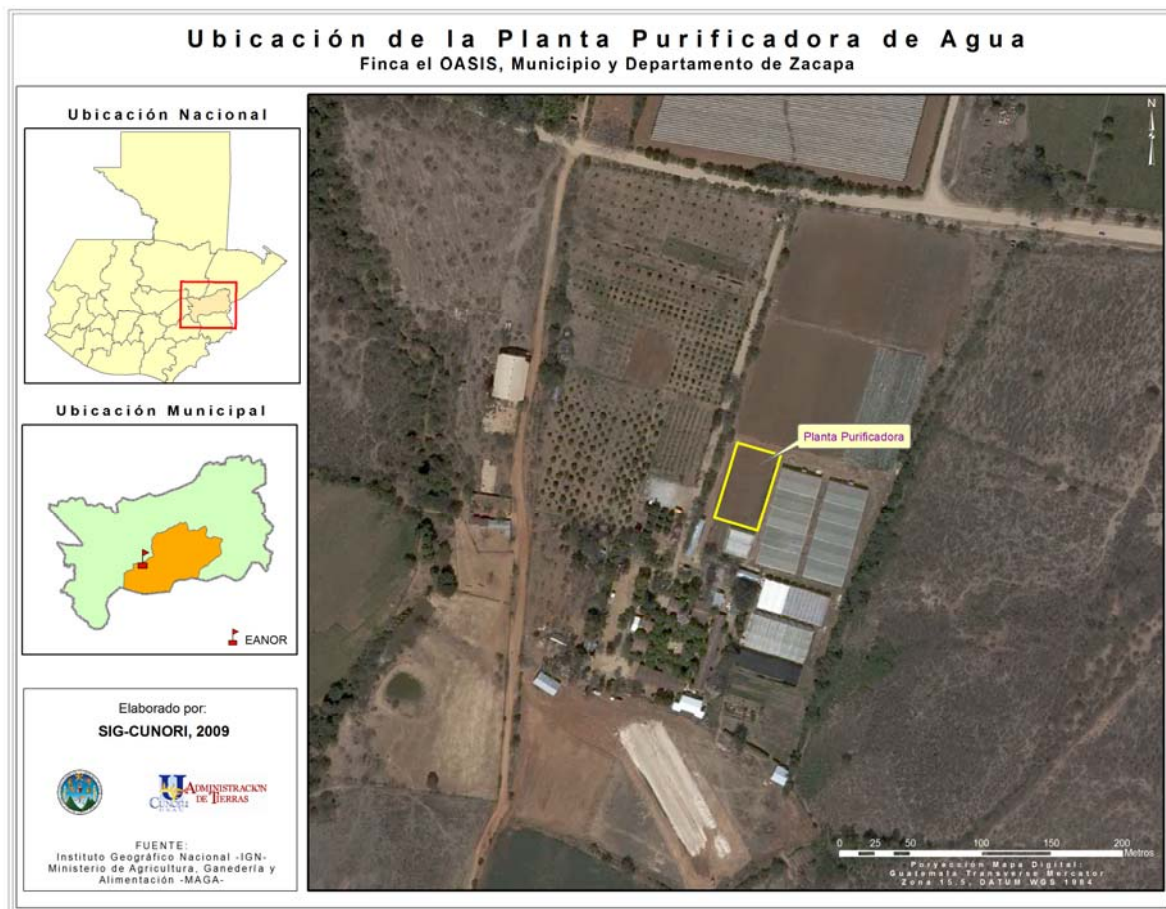 Ubicación de la Planta Purificadora de Agua
Finca el OASIS, Municipio y Departamento de Zacapa
Ubicación Nacional
Ubicación Municipal
EANOR
Elaborado por:
SIG-CUNORI, 2009
U
CUNORI
ADMINISTRACION
DE TIERRAS
FUENTE:
Instituto Geográfico Nacional -IGN-
Ministerio de Agricultura, Ganedería y
Alimentación -MAGA-
N
Planta Purificadora
0 25 50 100 150 200
Metros
Poryección Mapa Digital:
Guatemala Transverso Mercator
Zona 15.5, DATUM WGS 1984